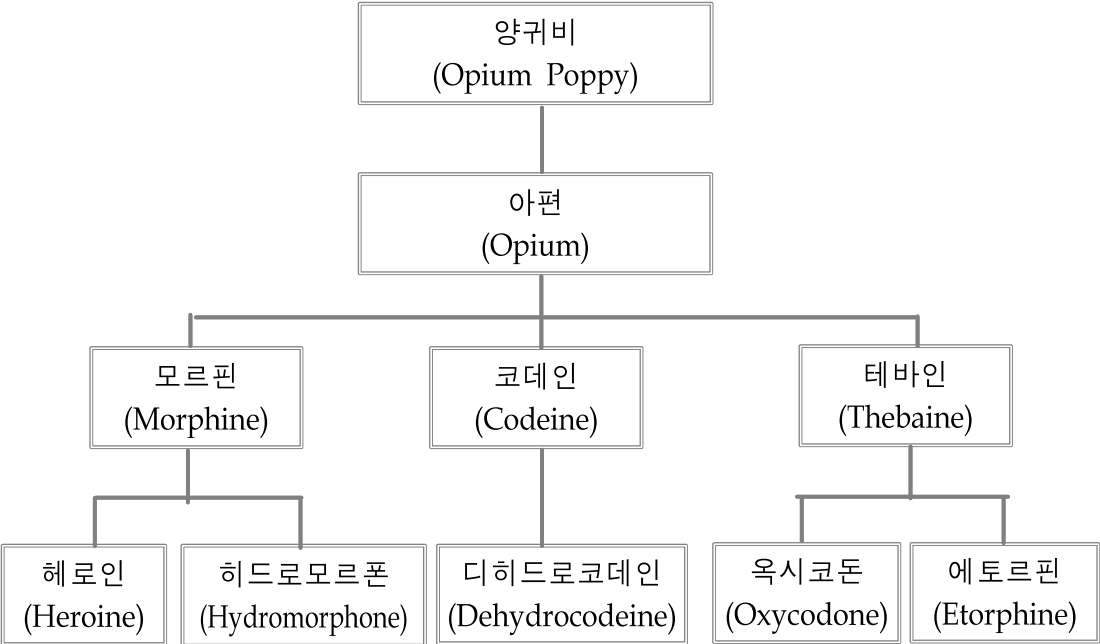 양귀비
(Opium Poppy)
아편
(Opium)
모르핀
(Morphine)
코데인
(Codeine)
테바인
(Thebaine)
헤로인
(Heroine)
히드로모르폰
(Hydromorphone)
디히드로코데인
(Dehydrocodeine)
옥시코돈
(Oxycodone)
에토르핀
(Etorphine)